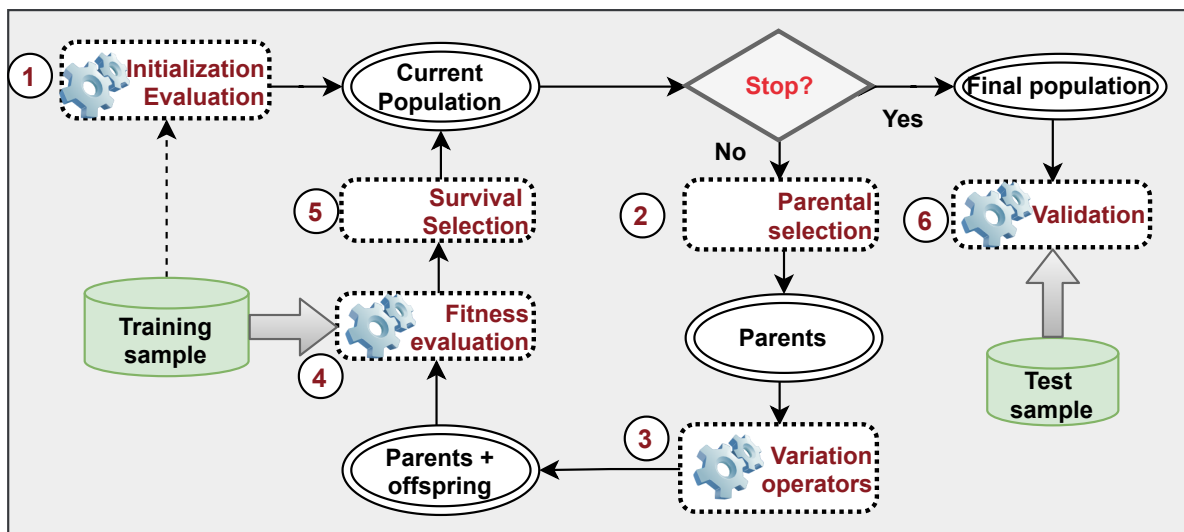 1
Initialization
Evaluation
Current
Population
Stop?
Yes
Final population
No
5
Survival
Selection
2
Parental
selection
6
Validation
Training
sample
4
Fitness
evaluation
Parents
Test
sample
3
Variation
operators
Parents +
offspring